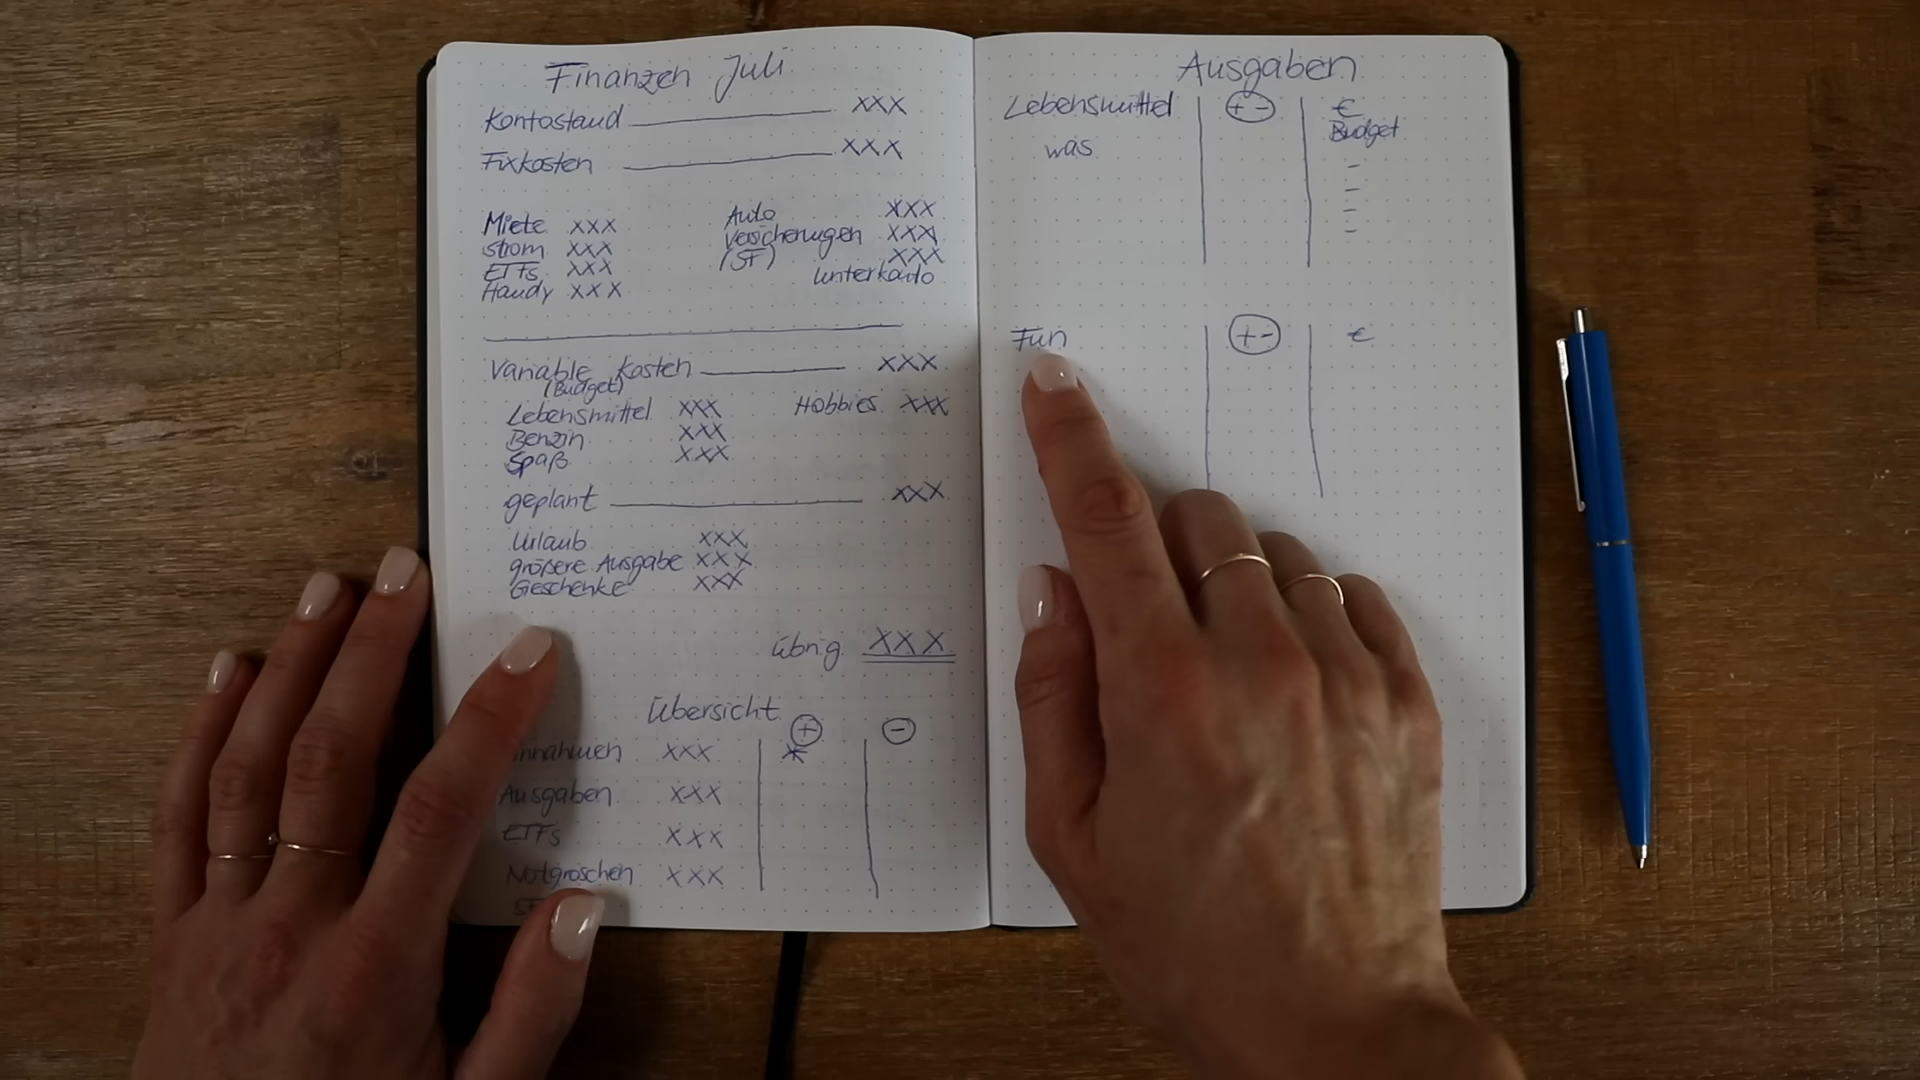 Finanzen Juli
Kontostand XXX
Fixkosten XXX
Miete XXX
Strom XXX
ETFs XXX
Handy XXX
Auto XXX
Versicherungen XXX
(SF) XXX
Unterkonto
Variable Kosten XXX
(Budget)
Lebensmittel XXX
Benzin XXX
Spaß XXX
Hobbies XXX
geplant XXX
Urlaub XXX
größere Ausgabe XXX
Geschenke XXX
übrig XXX
Übersicht
+ -
XXX
Ausgaben XXX
ETFs XXX
Notgroschen XXX
Ausgaben
Lebensmittel + - €
Budget
was
-
-
-
-
Fun + - €